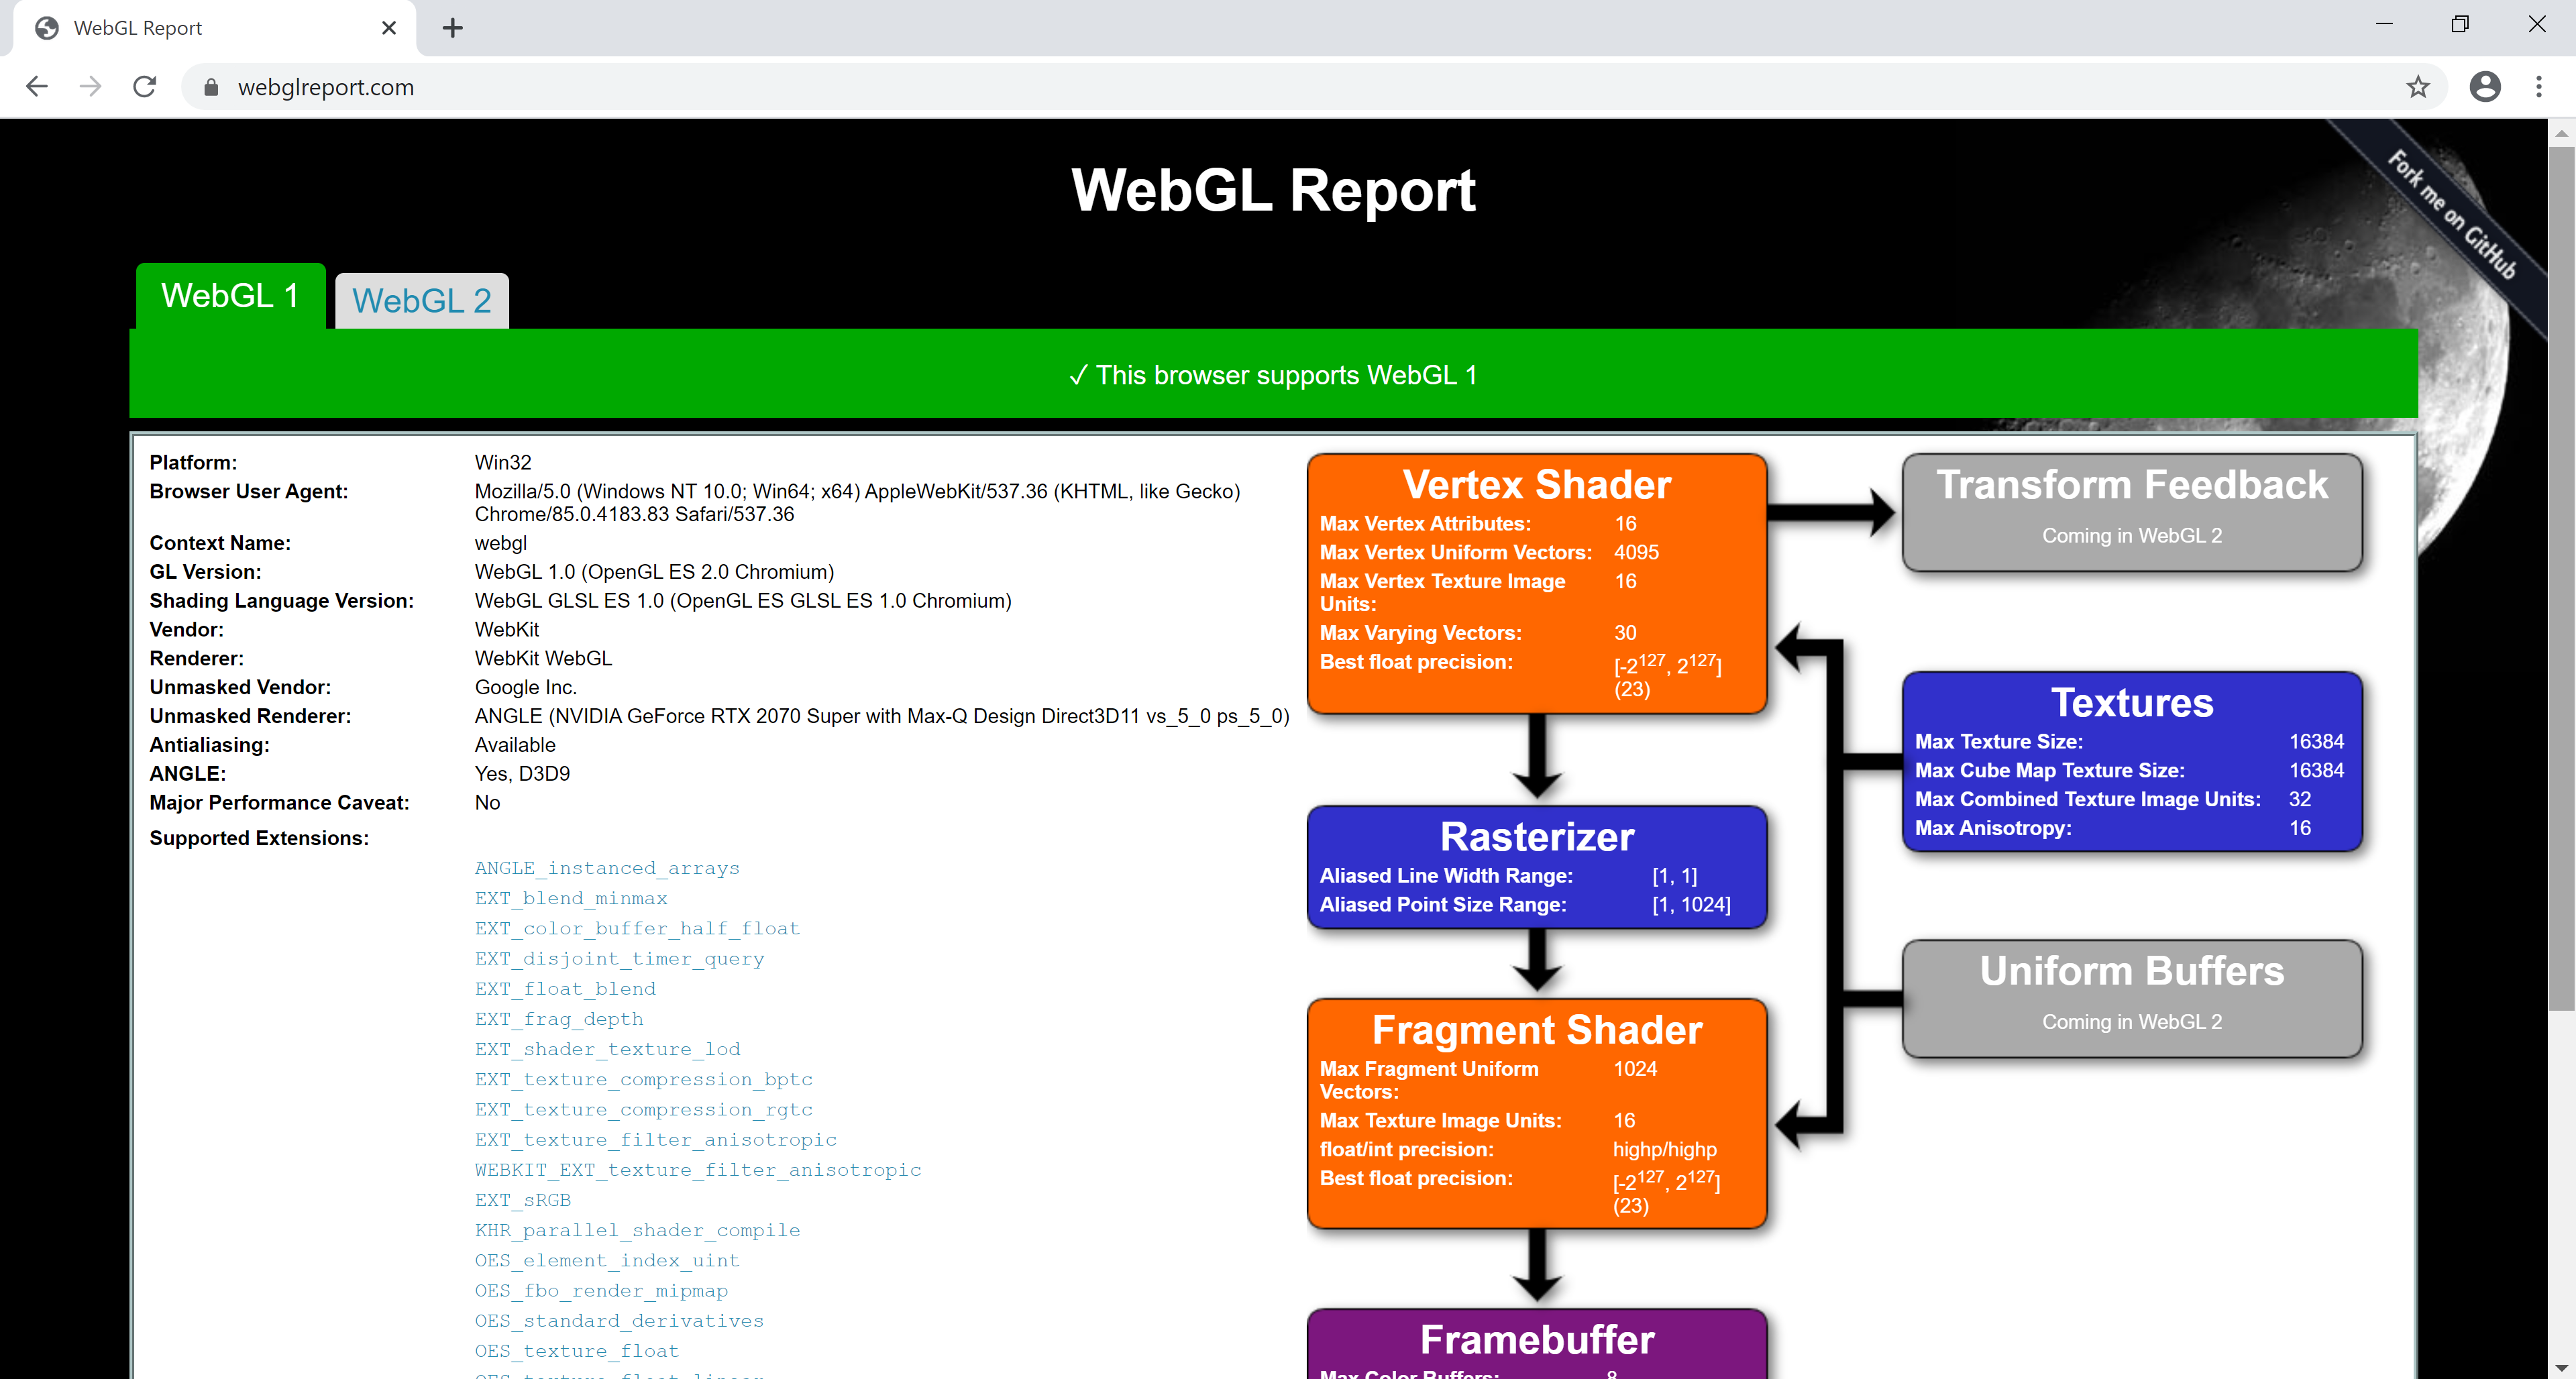 WebGL Report
webglreport.com
Fork me on GitHub
WebGL Report
WebGL 1
WebGL 2
✓ This browser supports WebGL 1
Platform: Win32
Browser User Agent: Mozilla/5.0 (Windows NT 10.0; Win64; x64) AppleWebKit/537.36 (KHTML, like Gecko)
Chrome/85.0.4183.83 Safari/537.36
Context Name: webgl
GL Version: WebGL 1.0 (OpenGL ES 2.0 Chromium)
Shading Language Version: WebGL GLSL ES 1.0 (OpenGL ES GLSL ES 1.0 Chromium)
Vendor: WebKit
Renderer: WebKit WebGL
Unmasked Vendor: Google Inc.
Unmasked Renderer: ANGLE (NVIDIA GeForce RTX 2070 Super with Max-Q Design Direct3D11 vs_5_0 ps_5_0)
Antialiasing: Available
ANGLE: Yes, D3D9
Major Performance Caveat: No
Supported Extensions:
ANGLE_instanced_arrays
EXT_blend_minmax
EXT_color_buffer_half_float
EXT_disjoint_timer_query
EXT_float_blend
EXT_frag_depth
EXT_shader_texture_lod
EXT_texture_compression_bptc
EXT_texture_compression_rgtc
EXT_texture_filter_anisotropic
WEBKIT_EXT_texture_filter_anisotropic
EXT_sRGB
KHR_parallel_shader_compile
OES_element_index_uint
OES_fbo_render_mipmap
OES_standard_derivatives
OES_texture_float
OES_texture_float_linear
Vertex Shader
Max Vertex Attributes: 16
Max Vertex Uniform Vectors: 4095
Max Vertex Texture Image 16
Units:
Max Varying Vectors: 30
Best float precision: [-2^127, 2^127]
(23)
Rasterizer
Aliased Line Width Range: [1, 1]
Aliased Point Size Range: [1, 1024]
Fragment Shader
Max Fragment Uniform 1024
Vectors:
Max Texture Image Units: 16
float/int precision: highp/highp
Best float precision: [-2^127, 2^127]
(23)
Framebuffer
Max Color Buffers: 8
Transform Feedback
Coming in WebGL 2
Textures
Max Texture Size: 16384
Max Cube Map Texture Size: 16384
Max Combined Texture Image Units: 32
Max Anisotropy: 16
Uniform Buffers
Coming in WebGL 2